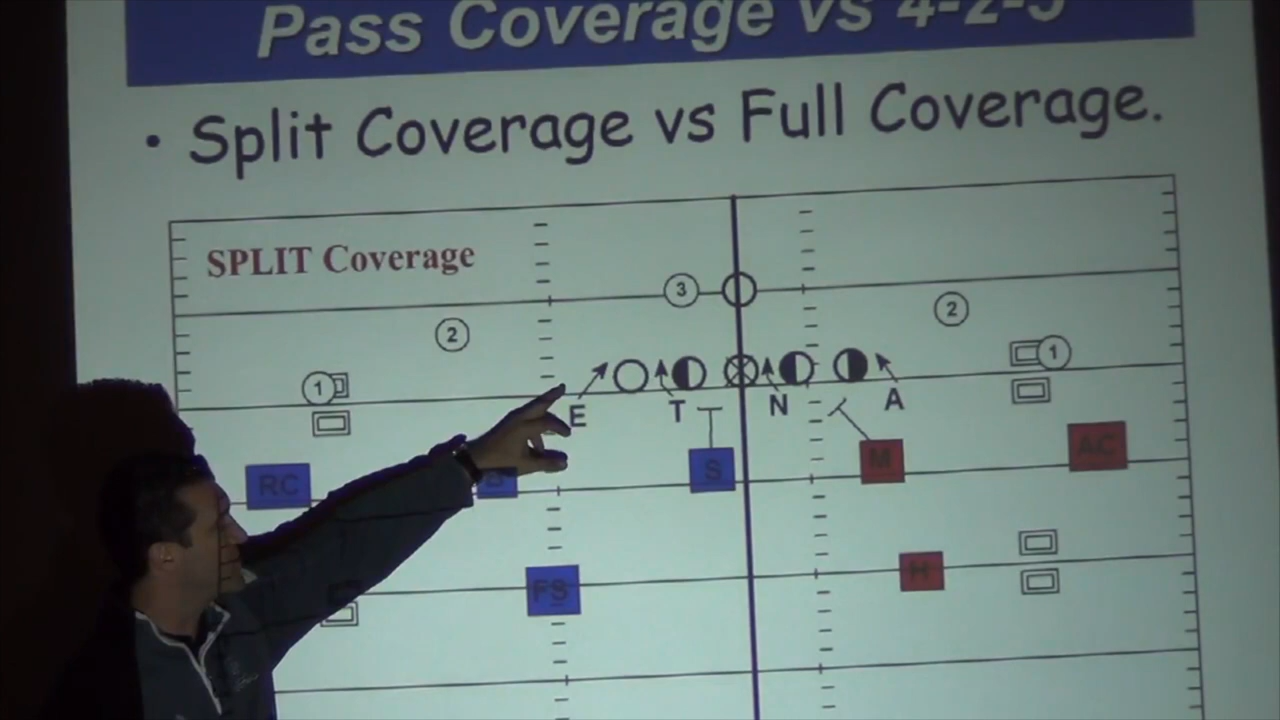 Pass Coverage vs 4-2-5
• Split Coverage vs Full Coverage.
SPLIT Coverage
3
2
2
1
1
E T N A
RC B S M AC
FS H